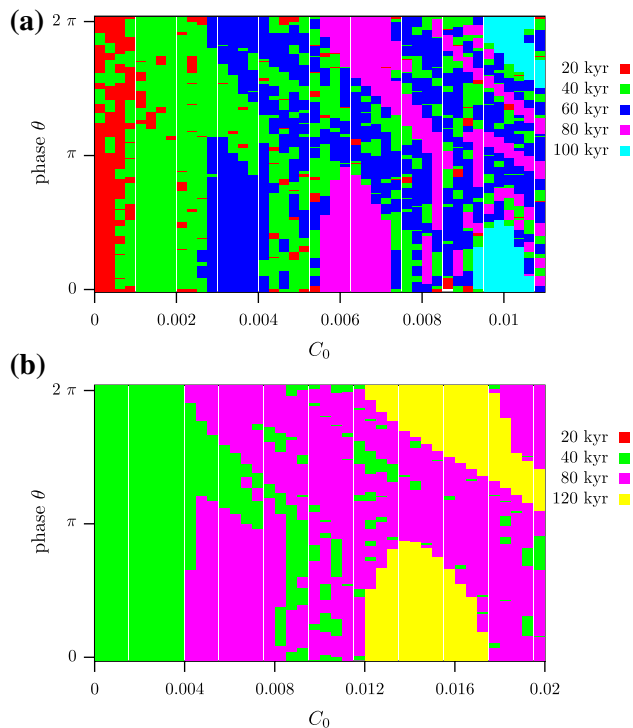 (a)
2 π
π
0
phase θ
0
0.002
0.004
0.006
0.008
0.01
C₀
20 kyr
40 kyr
60 kyr
80 kyr
100 kyr
(b)
2 π
π
0
phase θ
0
0.004
0.008
0.012
0.016
0.02
C₀
20 kyr
40 kyr
80 kyr
120 kyr